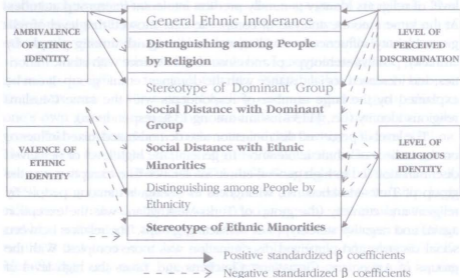 AMBIVALENCE
OF ETHNIC
IDENTITY
VALENCE OF
ETHNIC
IDENTITY
General Ethnic Intolerance
Distinguishing among People
by Religion
Stereotype of Dominant Group
Social Distance with Dominant
Group
Social Distance with Ethnic
Minorities
Distinguishing among People by
Ethnicity
Stereotype of Ethnic Minorities
LEVEL OF
PERCEIVED
DISCRIMINATION
LEVEL OF
RELIGIOUS
IDENTITY
Positive standardized β coefficients
Negative standardized β coefficients